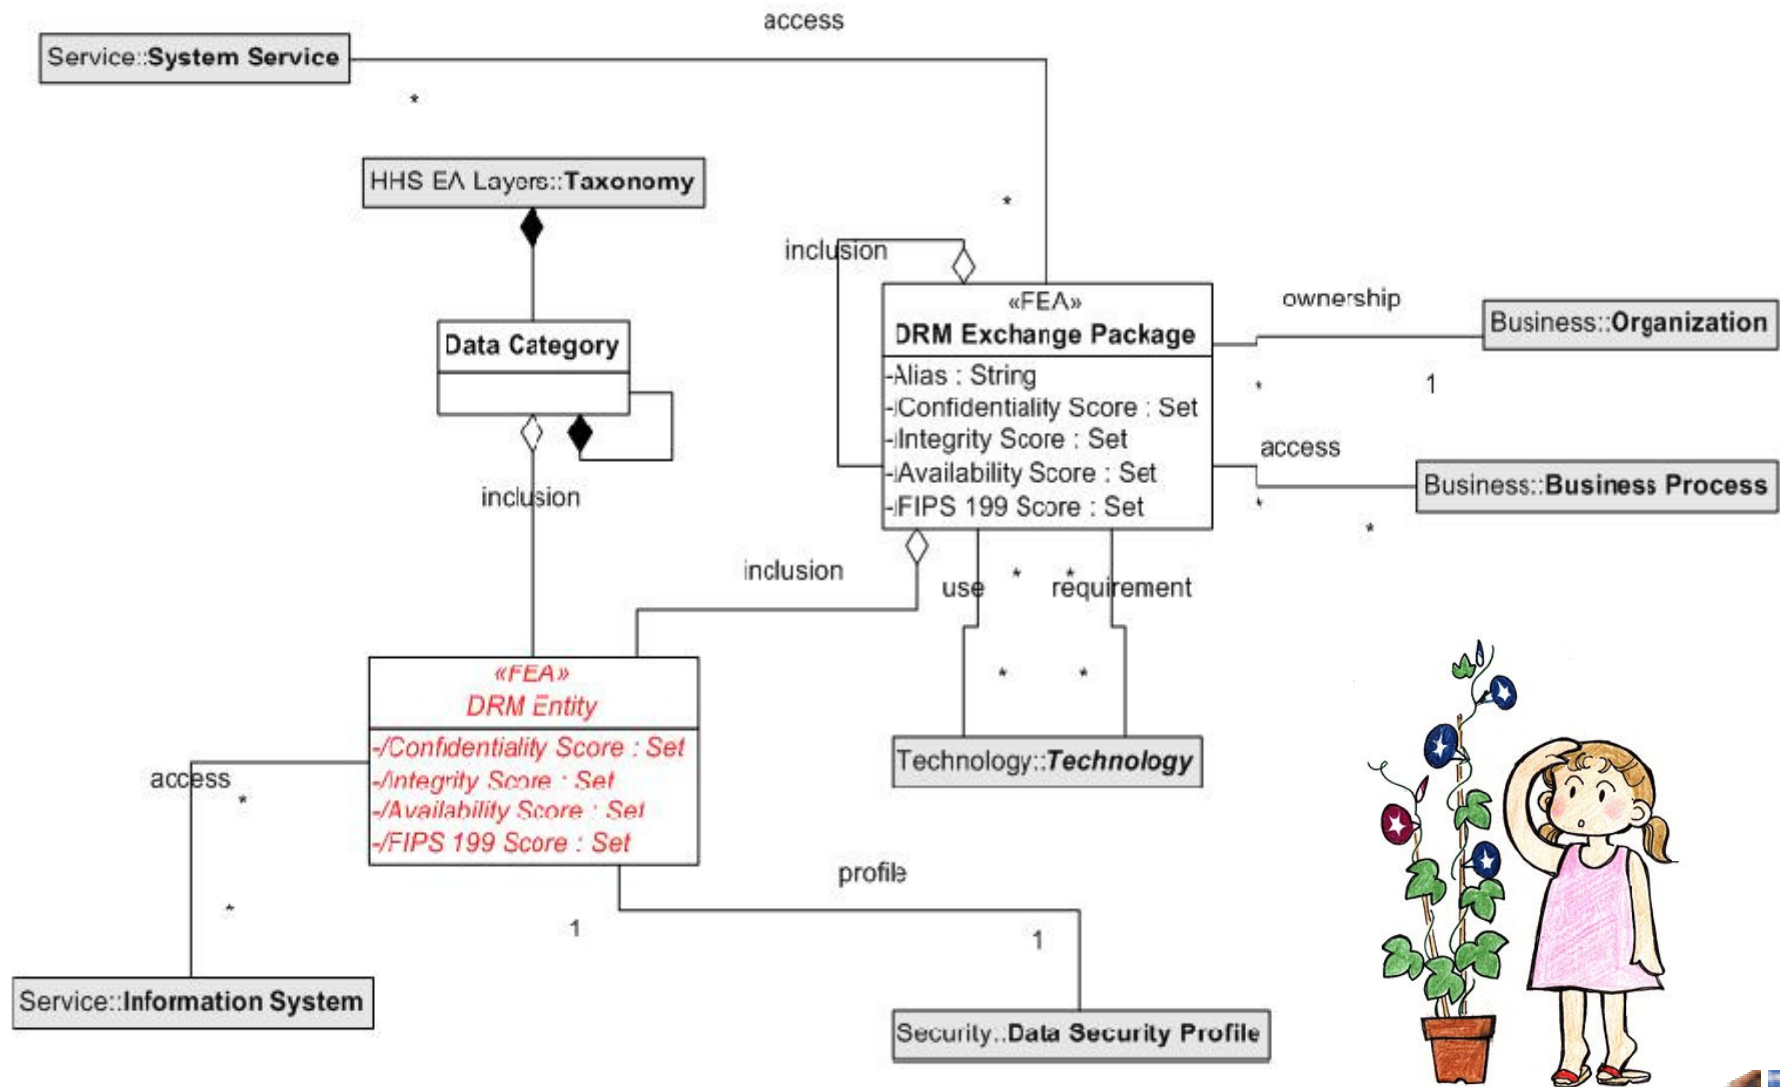 access
Service::System Service
*
HHS EA Layers::Taxonomy
*
inclusion
«FEA»
DRM Exchange Package
-Alias : String
-/Confidentiality Score : Set
-/Integrity Score : Set
-/Availability Score : Set
-/FIPS 199 Score : Set
ownership
Business::Organization
*
1
Data Category
access
Business::Business Process
*
*
inclusion
inclusion
use
*
*
requirement
*
*
«FEA»
DRM Entity
-/Confidentiality Score : Set
-/Integrity Score : Set
-/Availability Score : Set
-/FIPS 199 Score : Set
Technology::Technology
access
*
*
profile
1
1
Service::Information System
Security::Data Security Profile